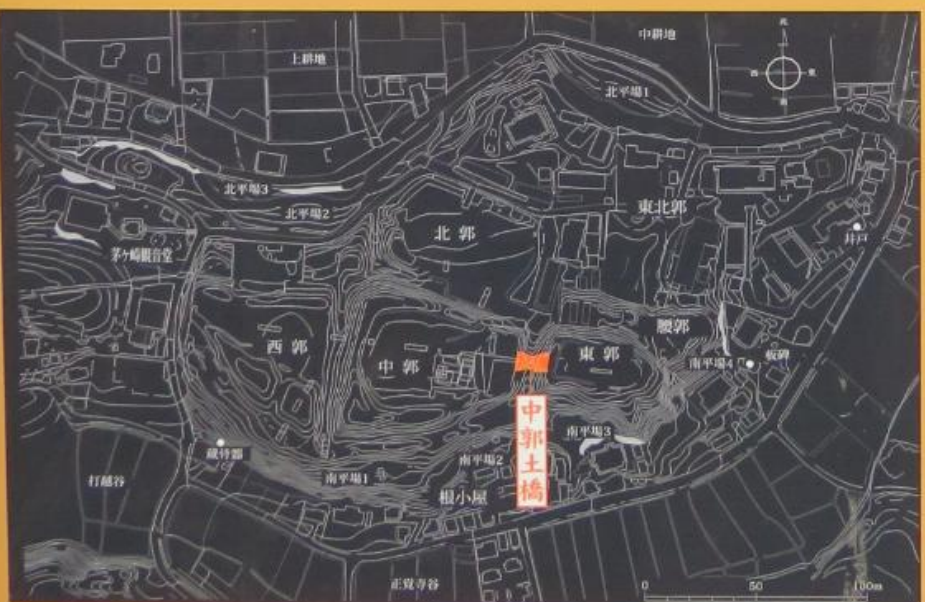 上耕地
中耕地
北
西
東
南
北平場1
北平場3
北平場2
東北郭
北郭
井戸
茅ヶ崎観音堂
腰郭
西郭
中郭
東郭
南平場4
板碑
中郭土橋
南平場3
蔵骨器
南平場2
南平場1
打越谷
根小屋
正覚寺谷
0 50 100m